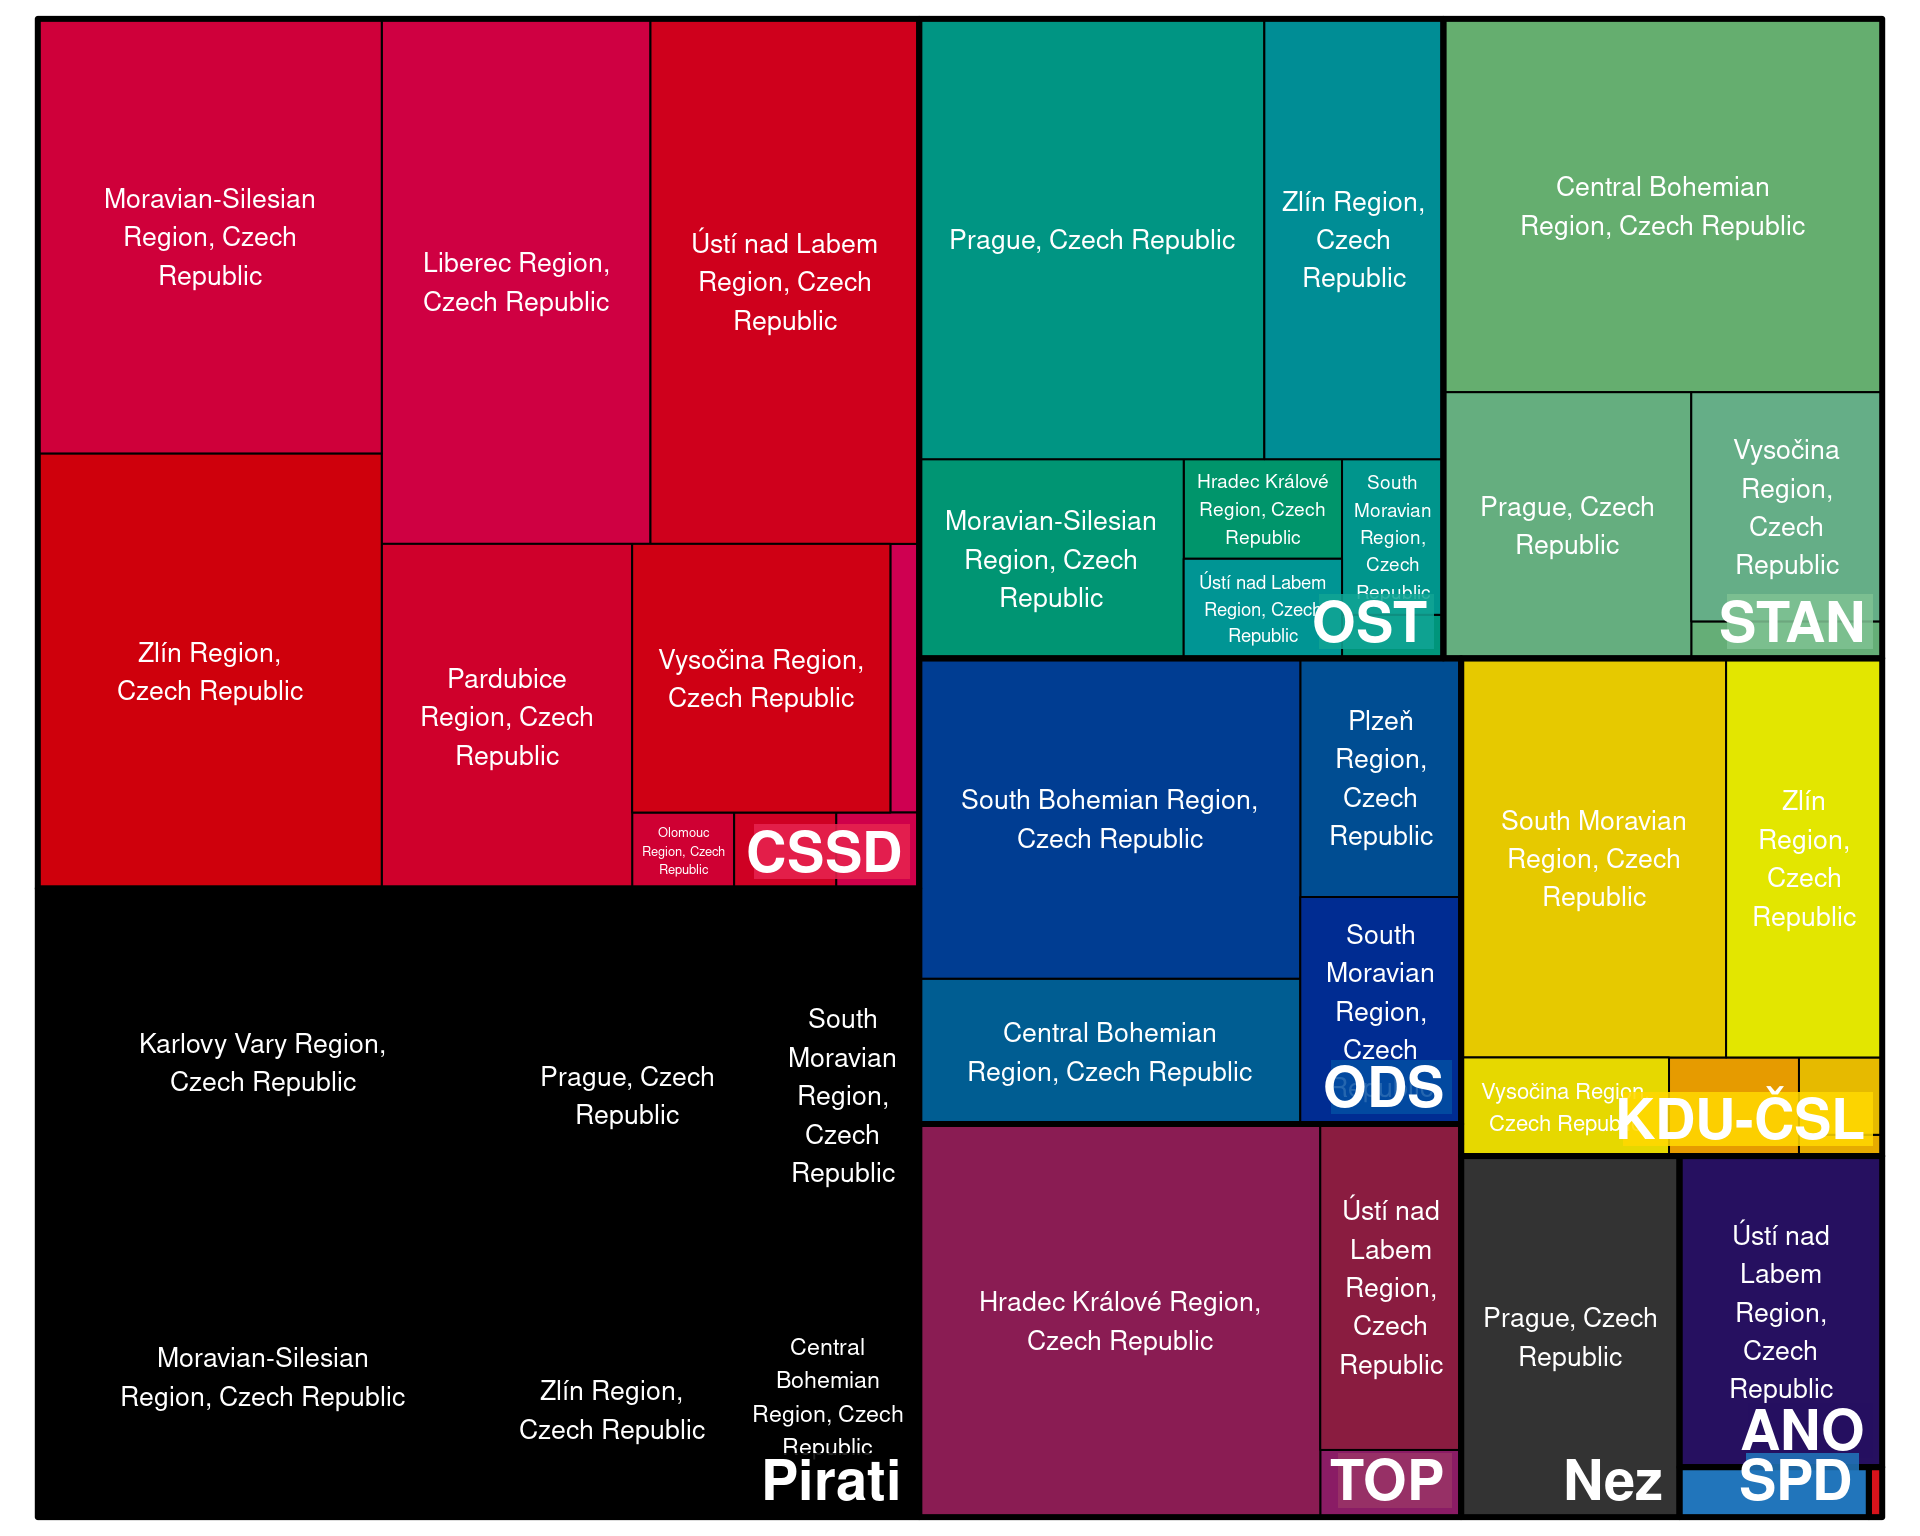 Moravian-Silesian
Region, Czech
Republic
Liberec Region,
Czech Republic
Ústí nad Labem
Region, Czech
Republic
Zlín Region,
Czech Republic
Pardubice
Region, Czech
Republic
Vysočina Region,
Czech Republic
Olomouc
Region, Czech
Republic
CSSD
Prague, Czech Republic
Zlín Region,
Czech
Republic
Moravian-Silesian
Region, Czech
Republic
Hradec Králové
Region, Czech
Republic
Ústí nad Labem
Region, Czech
Republic
South
Moravian
Region,
Czech
Republic
OST
Central Bohemian
Region, Czech Republic
Prague, Czech
Republic
Vysočina
Region,
Czech
Republic
STAN
South Bohemian Region,
Czech Republic
Plzeň
Region,
Czech
Republic
Central Bohemian
Region, Czech Republic
South
Moravian
Region,
Czech
Republic
ODS
South Moravian
Region, Czech
Republic
Zlín
Region,
Czech
Republic
Vysočina Region,
Czech Republic
KDU-ČSL
Karlovy Vary Region,
Czech Republic
Prague, Czech
Republic
South
Moravian
Region,
Czech
Republic
Moravian-Silesian
Region, Czech Republic
Zlín Region,
Czech Republic
Central
Bohemian
Region, Czech
Republic
Pirati
Hradec Králové Region,
Czech Republic
Ústí nad
Labem
Region,
Czech
Republic
TOP
Prague, Czech
Republic
Nez
Ústí nad
Labem
Region,
Czech
Republic
ANO
SPD